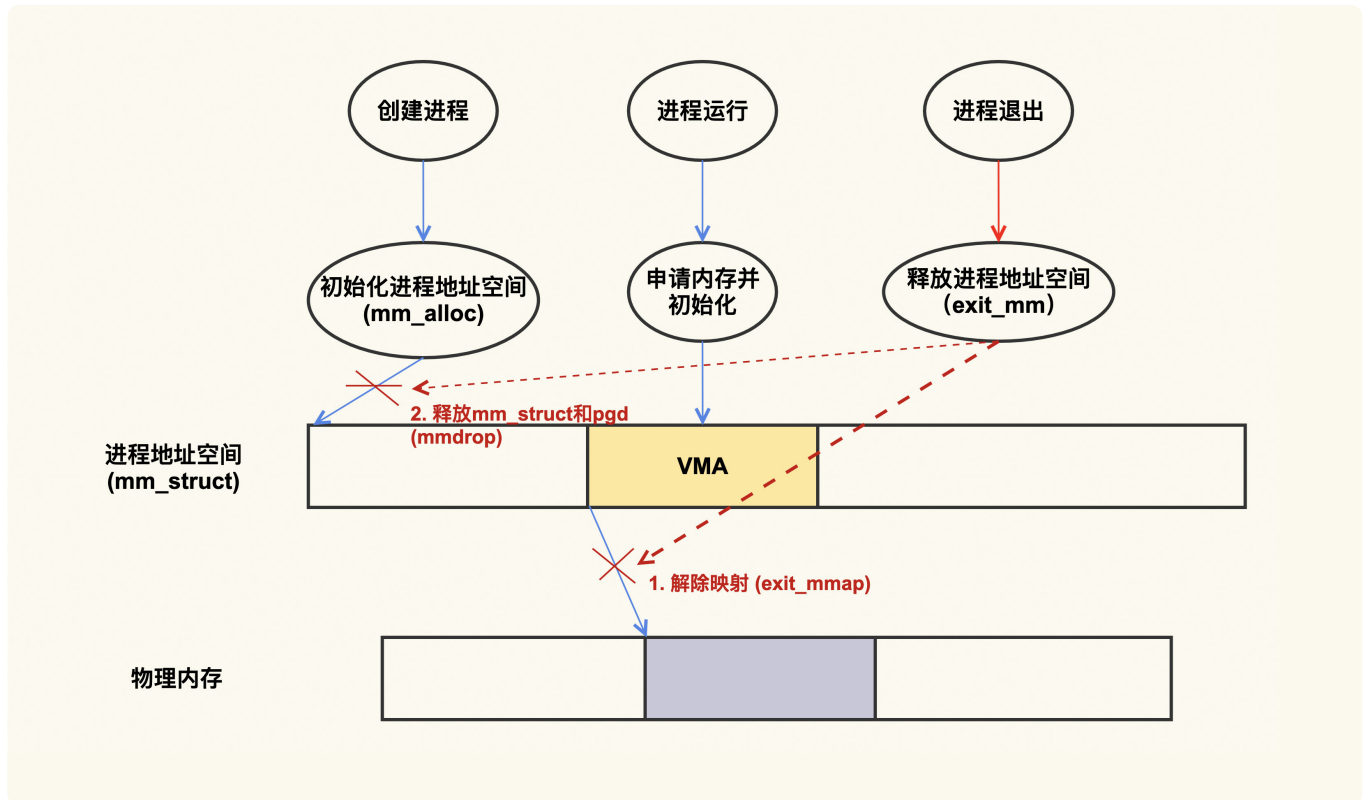 创建进程
进程运行
进程退出
初始化进程地址空间
(mm_alloc)
申请内存并
初始化
释放进程地址空间
（exit_mm）
2. 释放mm_struct和pgd
(mmdrop)
进程地址空间
(mm_struct)
VMA
1. 解除映射 (exit_mmap)
物理内存